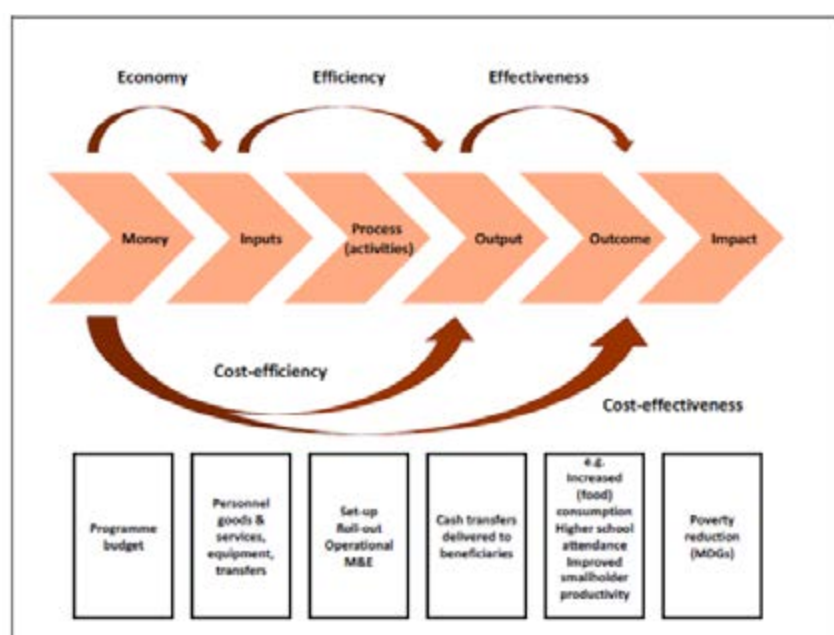 Economy
Efficiency
Effectiveness
Money
Inputs
Process
(activities)
Output
Outcome
Impact
Cost-efficiency
Cost-effectiveness
Programme
budget
Personnel
goods &
services,
equipment,
transfers
Set-up
Roll-out
Operational
M&E
Cash transfers
delivered to
beneficiaries
e.g.
Increased
(food)
consumption
Higher school
attendance
Improved
smallholder
productivity
Poverty
reduction
(MDGs)